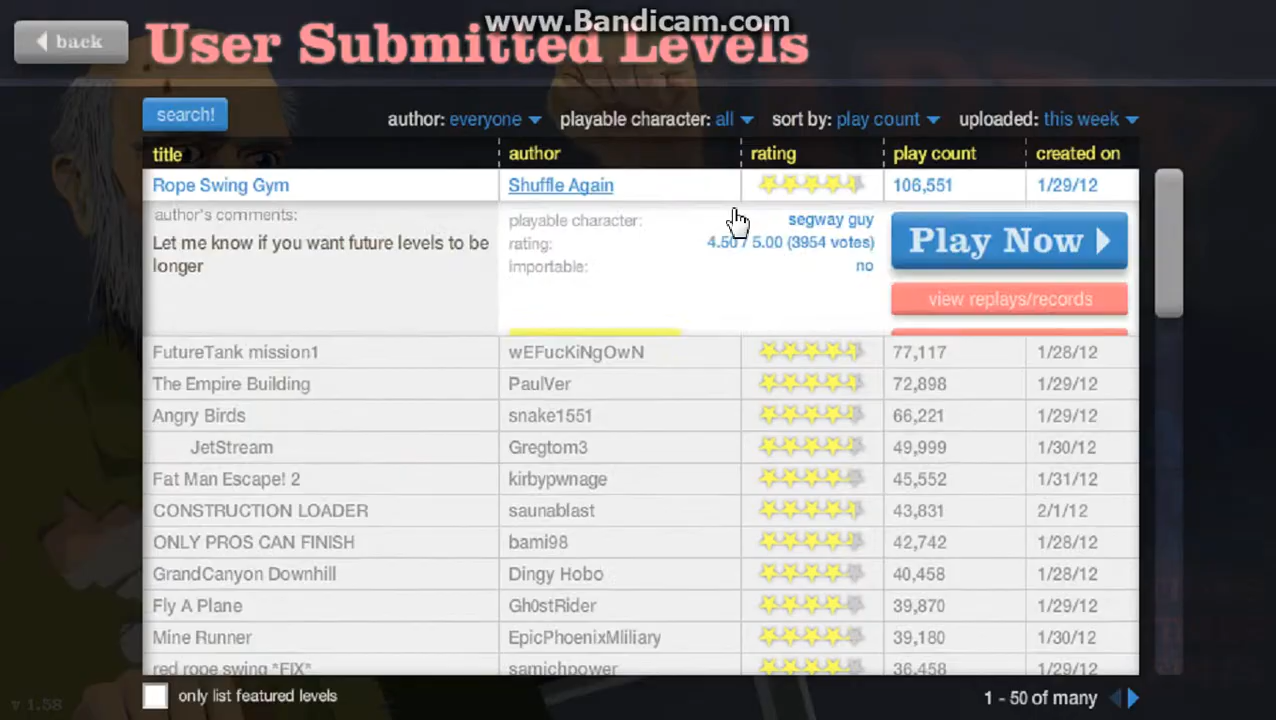 www.Bandicam.com
back
User Submitted Levels
search!
author: everyone playable character: all sort by: play count uploaded: this week
title author rating play count created on
Rope Swing Gym Shuffle Again 106,551 1/29/12
author's comments:
Let me know if you want future levels to be
longer
playable character: segway guy
rating: 4.50 / 5.00 (3954 votes)
importable: no
Play Now
view replays/records
FutureTank mission1 wEFucKiNgOwN 77,117 1/28/12
The Empire Building PaulVer 72,898 1/29/12
Angry Birds snake1551 66,221 1/29/12
JetStream Gregtom3 49,999 1/30/12
Fat Man Escape! 2 kirbypwnage 45,552 1/31/12
CONSTRUCTION LOADER saunablast 43,831 2/1/12
ONLY PROS CAN FINISH bami98 42,742 1/28/12
GrandCanyon Downhill Dingy Hobo 40,458 1/28/12
Fly A Plane Gh0stRider 39,870 1/29/12
Mine Runner EpicPhoenixMliliary 39,180 1/30/12
red rope swing *FIX* samichpower 36,458 1/29/12
only list featured levels
1 - 50 of many
v 1.58